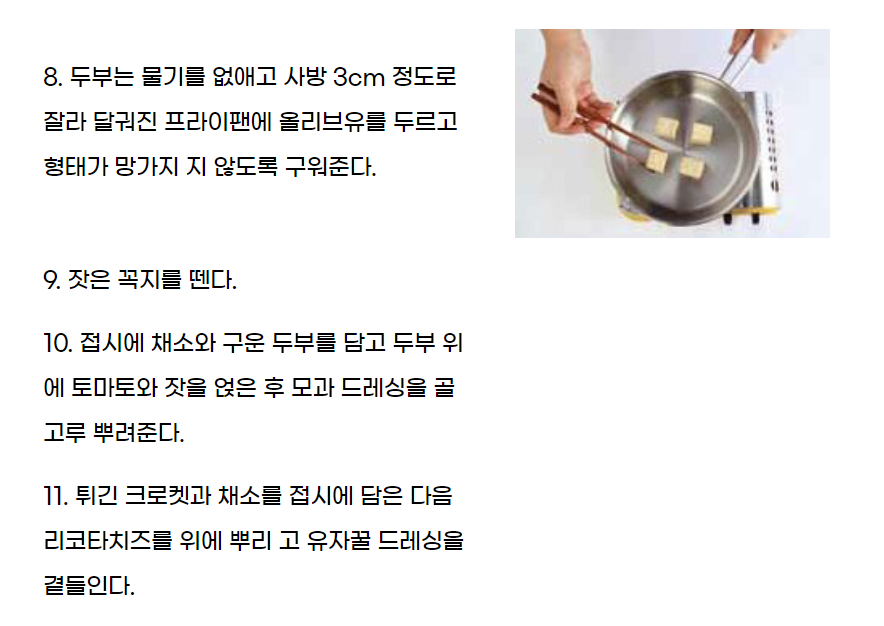 8. 두부는 물기를 없애고 사방 3cm 정도로
잘라 달궈진 프라이팬에 올리브유를 두르고
형태가 망가지 지 않도록 구워준다.
9. 잣은 꼭지를 뗀다.
10. 접시에 채소와 구운 두부를 담고 두부 위
에 토마토와 잣을 얹은 후 모과 드레싱을 골
고루 뿌려준다.
11. 튀긴 크로켓과 채소를 접시에 담은 다음
리코타치즈를 위에 뿌리 고 유자꿀 드레싱을
곁들인다.